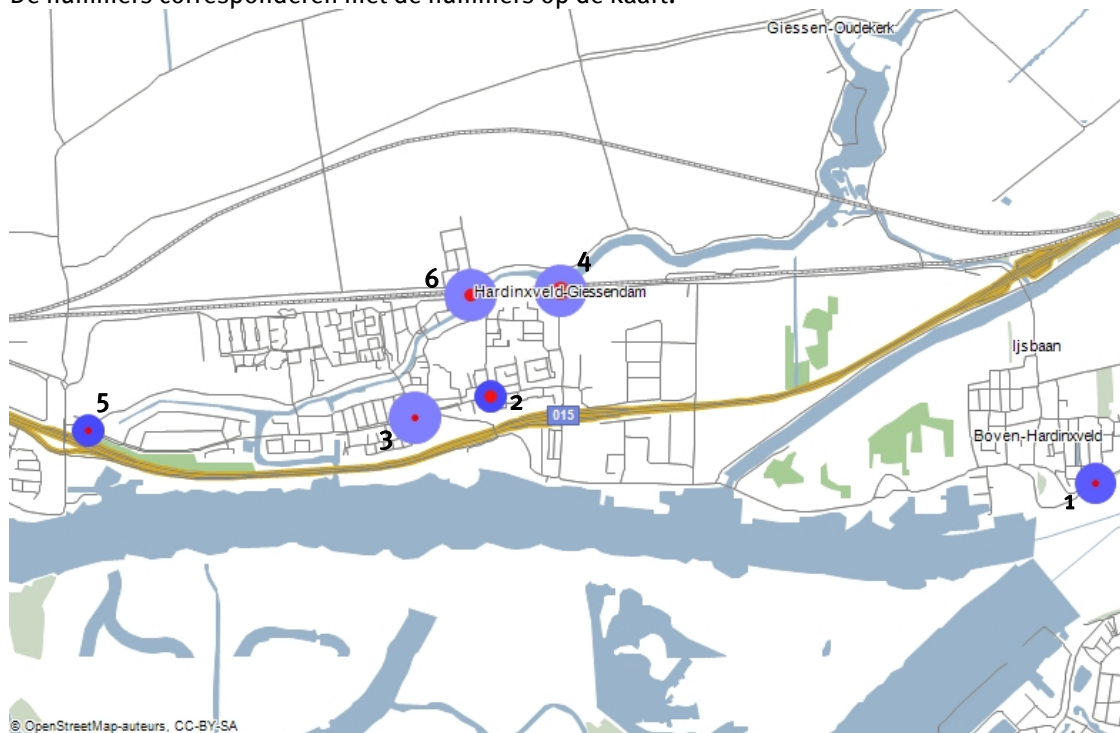 De nummers corresponderen met de nummers op de kaart.
Giessen-Oudekerk
4
6
Hardinxveld-Giessendam
Ijsbaan
2
5
015
3
Boven-Hardinxveld
1
© OpenStreetMap-auteurs, CC-BY-SA